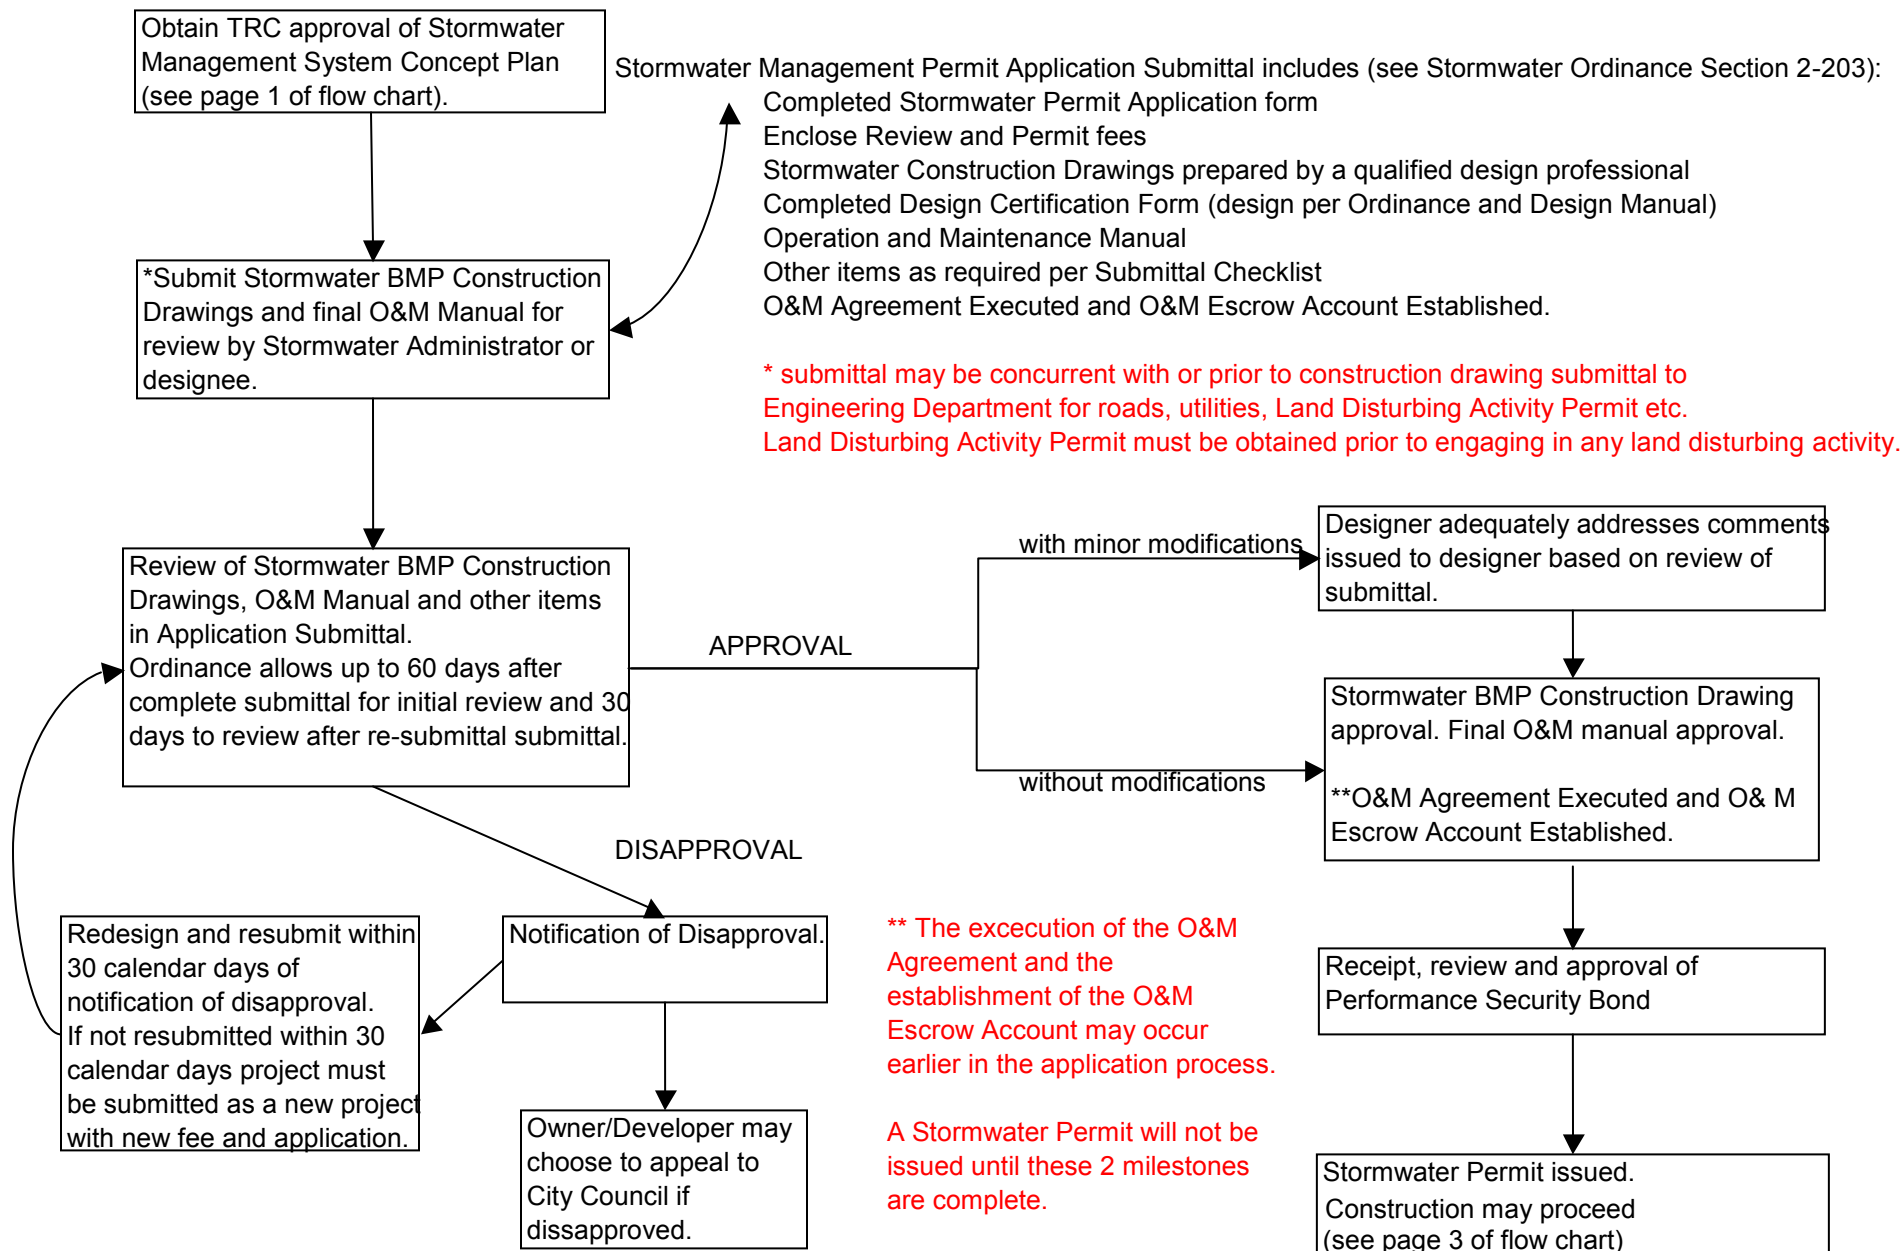 Obtain TRC approval of Stormwater
Management System Concept Plan
(see page 1 of flow chart).
Stormwater Management Permit Application Submittal includes (see Stormwater Ordinance Section 2-203):
Completed Stormwater Permit Application form
Enclose Review and Permit fees
Stormwater Construction Drawings prepared by a qualified design professional
Completed Design Certification Form (design per Ordinance and Design Manual)
Operation and Maintenance Manual
Other items as required per Submittal Checklist
O&M Agreement Executed and O&M Escrow Account Established.
*Submit Stormwater BMP Construction
Drawings and final O&M Manual for
review by Stormwater Administrator or
designee.
* submittal may be concurrent with or prior to construction drawing submittal to
Engineering Department for roads, utilities, Land Disturbing Activity Permit etc.
Land Disturbing Activity Permit must be obtained prior to engaging in any land disturbing activity.
Review of Stormwater BMP Construction
Drawings, O&M Manual and other items
in Application Submittal.
Ordinance allows up to 60 days after
complete submittal for initial review and 30
days to review after re-submittal submittal.
APPROVAL
with minor modifications
without modifications
Designer adequately addresses comments
issued to designer based on review of
submittal.
Stormwater BMP Construction Drawing
approval. Final O&M manual approval.
**O&M Agreement Executed and O& M
Escrow Account Established.
DISAPPROVAL
Notification of Disapproval.
Redesign and resubmit within
30 calendar days of
notification of disapproval.
If not resubmitted within 30
calendar days project must
be submitted as a new project
with new fee and application.
Owner/Developer may
choose to appeal to
City Council if
dissapproved.
** The excecution of the O&M
Agreement and the
establishment of the O&M
Escrow Account may occur
earlier in the application process.
A Stormwater Permit will not be
issued until these 2 milestones
are complete.
Receipt, review and approval of
Performance Security Bond
Stormwater Permit issued.
Construction may proceed
(see page 3 of flow chart)